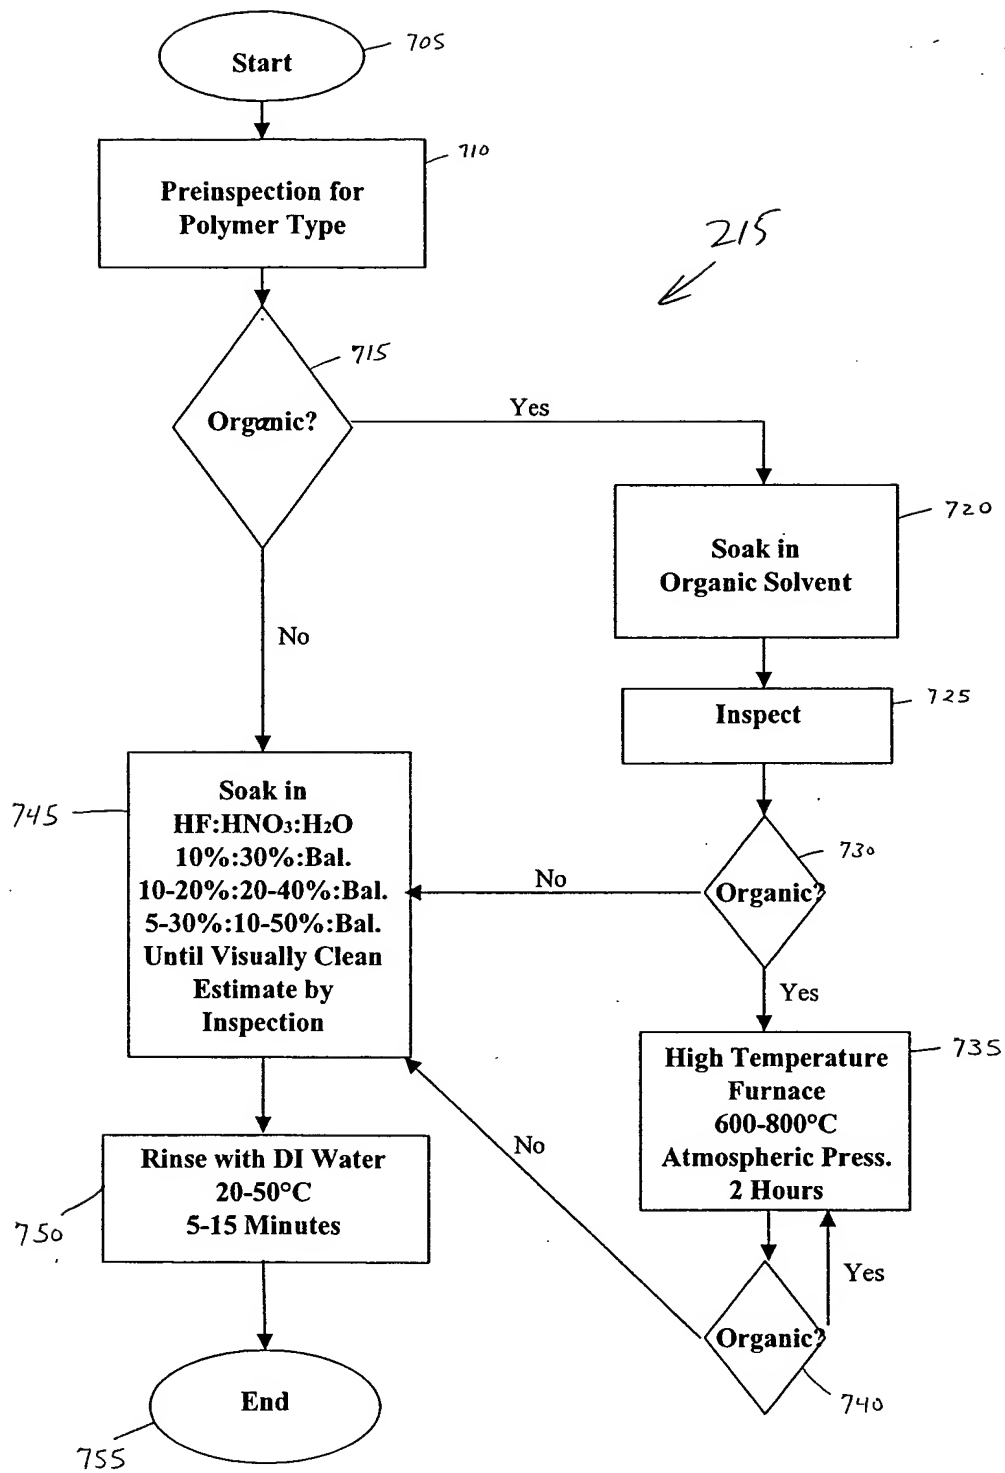 705
Start
710
Preinspection for
Polymer Type
215
715
Organic?
Yes
720
Soak in
Organic Solvent
No
725
Inspect
745
Soak in
HF:HNO₃:H₂O
10%:30%:Bal.
10-20%:20-40%:Bal.
5-30%:10-50%:Bal.
Until Visually Clean
Estimate by
Inspection
730
Organic?
No
Yes
735
High Temperature
Furnace
600-800°C
Atmospheric Press.
2 Hours
No
750
Rinse with DI Water
20-50°C
5-15 Minutes
Yes
Organic?
740
End
755